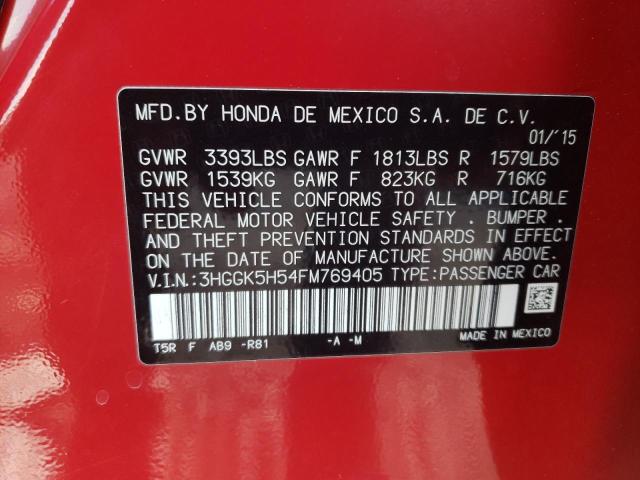 MFD.BY HONDA DE MEXICO S.A. DE C.V.
01/'15
GVWR 3393LBS GAWR F 1813LBS R 1579LBS
GVWR 1539KG GAWR F 823KG R 716KG
THIS VEHICLE CONFORMS TO ALL APPLICABLE
FEDERAL MOTOR VEHICLE SAFETY . BUMPER .
AND THEFT PREVENTION STANDARDS IN EFFECT
ON THE DATE OF MANUFACTURE SHOWN ABOVE.
V.I.N.:3HGGK5H54FM769405 TYPE:PASSENGER CAR
T5R F AB9 -R81 -A -M MADE IN MEXICO